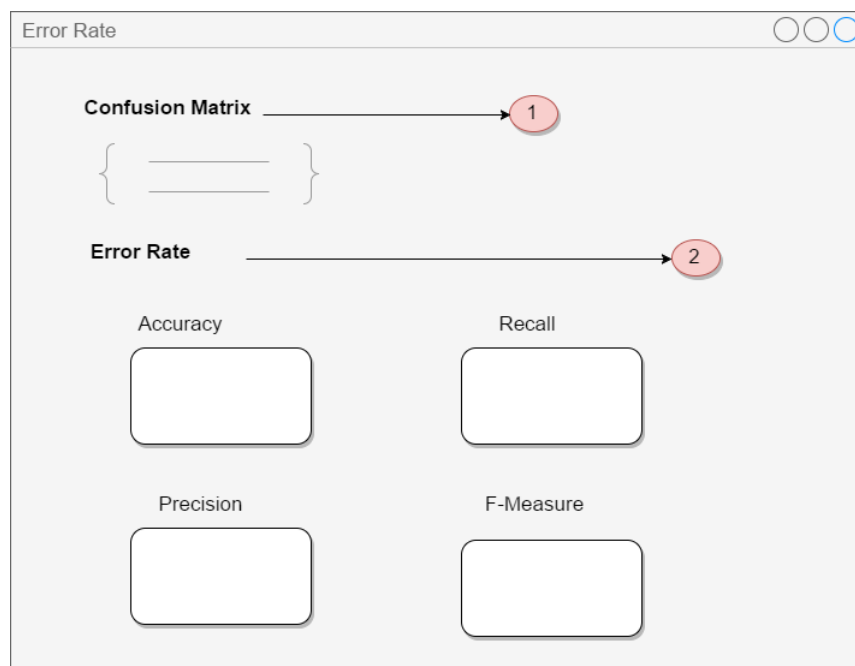 Error Rate
Confusion Matrix
1
Error Rate
2
Accuracy
Recall
Precision
F-Measure